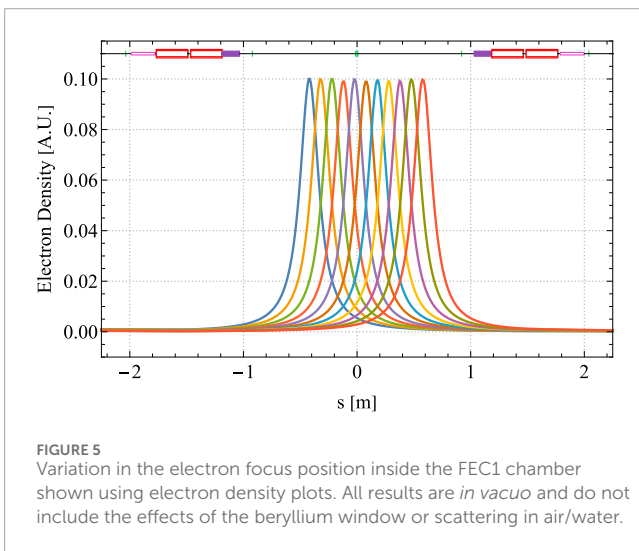 0.10
0.08
0.06
0.04
0.02
0.00
Electron Density [A.U.]
−2 −1 0 1 2
s [m]
FIGURE 5
Variation in the electron focus position inside the FEC1 chamber
shown using electron density plots. All results are in vacuo and do not
include the effects of the beryllium window or scattering in air/water.